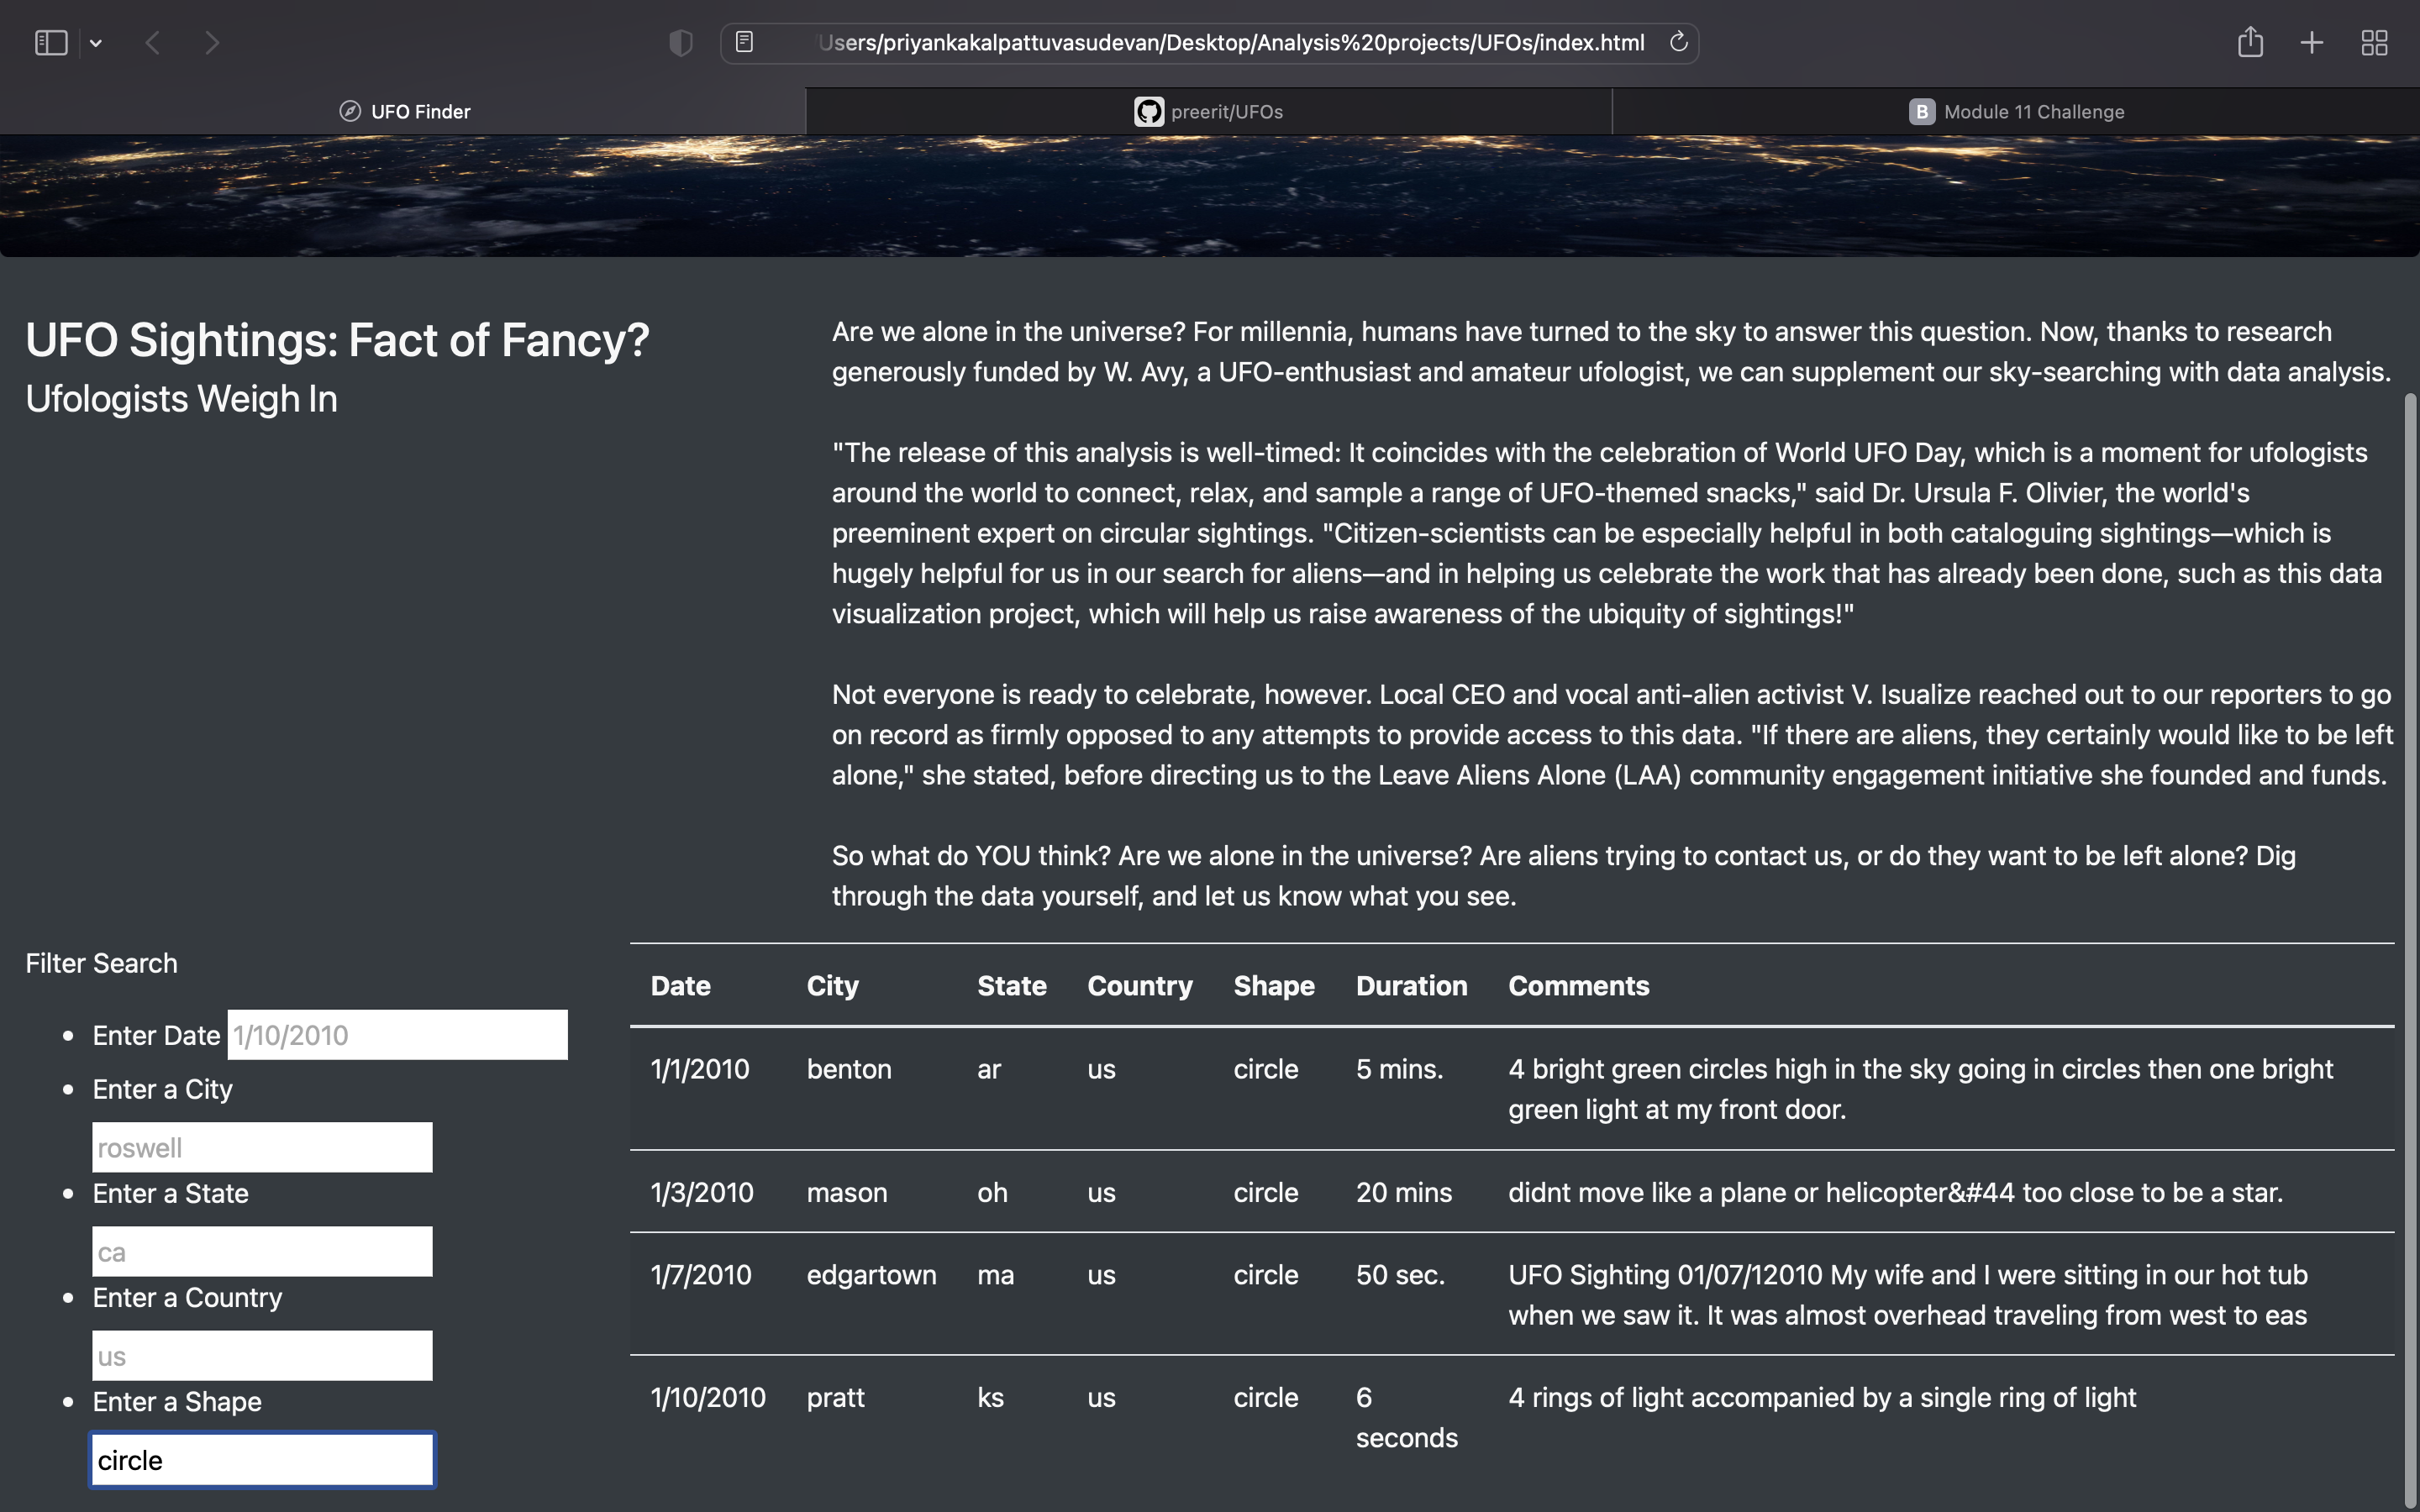 Users/priyankakalpattuvasudevan/Desktop/Analysis%20projects/UFOs/index.html
UFO Finder
preerit/UFOs
B Module 11 Challenge
UFO Sightings: Fact of Fancy?
Ufologists Weigh In
Are we alone in the universe? For millennia, humans have turned to the sky to answer this question. Now, thanks to research
generously funded by W. Avy, a UFO-enthusiast and amateur ufologist, we can supplement our sky-searching with data analysis.
"The release of this analysis is well-timed: It coincides with the celebration of World UFO Day, which is a moment for ufologists
around the world to connect, relax, and sample a range of UFO-themed snacks," said Dr. Ursula F. Olivier, the world's
preeminent expert on circular sightings. "Citizen-scientists can be especially helpful in both cataloguing sightings—which is
hugely helpful for us in our search for aliens—and in helping us celebrate the work that has already been done, such as this data
visualization project, which will help us raise awareness of the ubiquity of sightings!"
Not everyone is ready to celebrate, however. Local CEO and vocal anti-alien activist V. Isualize reached out to our reporters to go
on record as firmly opposed to any attempts to provide access to this data. "If there are aliens, they certainly would like to be left
alone," she stated, before directing us to the Leave Aliens Alone (LAA) community engagement initiative she founded and funds.
So what do YOU think? Are we alone in the universe? Are aliens trying to contact us, or do they want to be left alone? Dig
through the data yourself, and let us know what you see.
Filter Search
Enter Date 1/10/2010
Enter a City
roswell
Enter a State
ca
Enter a Country
us
Enter a Shape
circle
Date City State Country Shape Duration Comments
1/1/2010 benton ar us circle 5 mins. 4 bright green circles high in the sky going in circles then one bright
green light at my front door.
1/3/2010 mason oh us circle 20 mins didnt move like a plane or helicopter&#44 too close to be a star.
1/7/2010 edgartown ma us circle 50 sec. UFO Sighting 01/07/12010 My wife and I were sitting in our hot tub
when we saw it. It was almost overhead traveling from west to eas
1/10/2010 pratt ks us circle 6 4 rings of light accompanied by a single ring of light
seconds